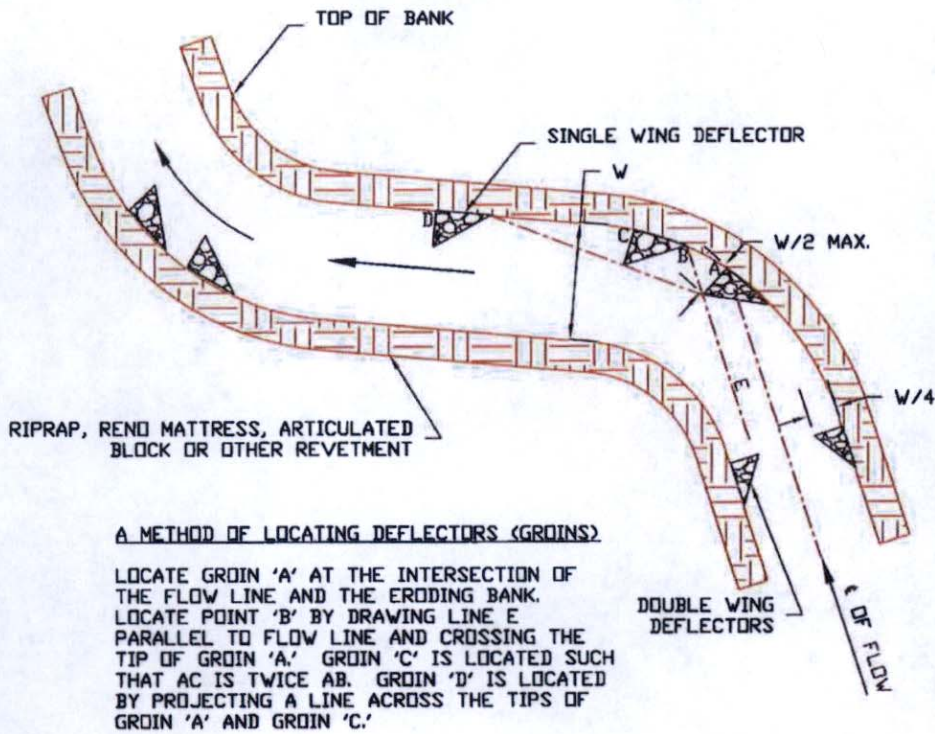 TOP OF BANK
SINGLE WING DEFLECTOR
W
D
C
B
A
W/2 MAX.
E
W/4
RIPRAP, RENO MATTRESS, ARTICULATED
BLOCK OR OTHER REVETMENT
DOUBLE WING
DEFLECTORS
℄ OF FLOW
A METHOD OF LOCATING DEFLECTORS (GROINS)
LOCATE GROIN 'A' AT THE INTERSECTION OF
THE FLOW LINE AND THE ERODING BANK.
LOCATE POINT 'B' BY DRAWING LINE E
PARALLEL TO FLOW LINE AND CROSSING THE
TIP OF GROIN 'A.' GROIN 'C' IS LOCATED SUCH
THAT AC IS TWICE AB. GROIN 'D' IS LOCATED
BY PROJECTING A LINE ACROSS THE TIPS OF
GROIN 'A' AND GROIN 'C.'